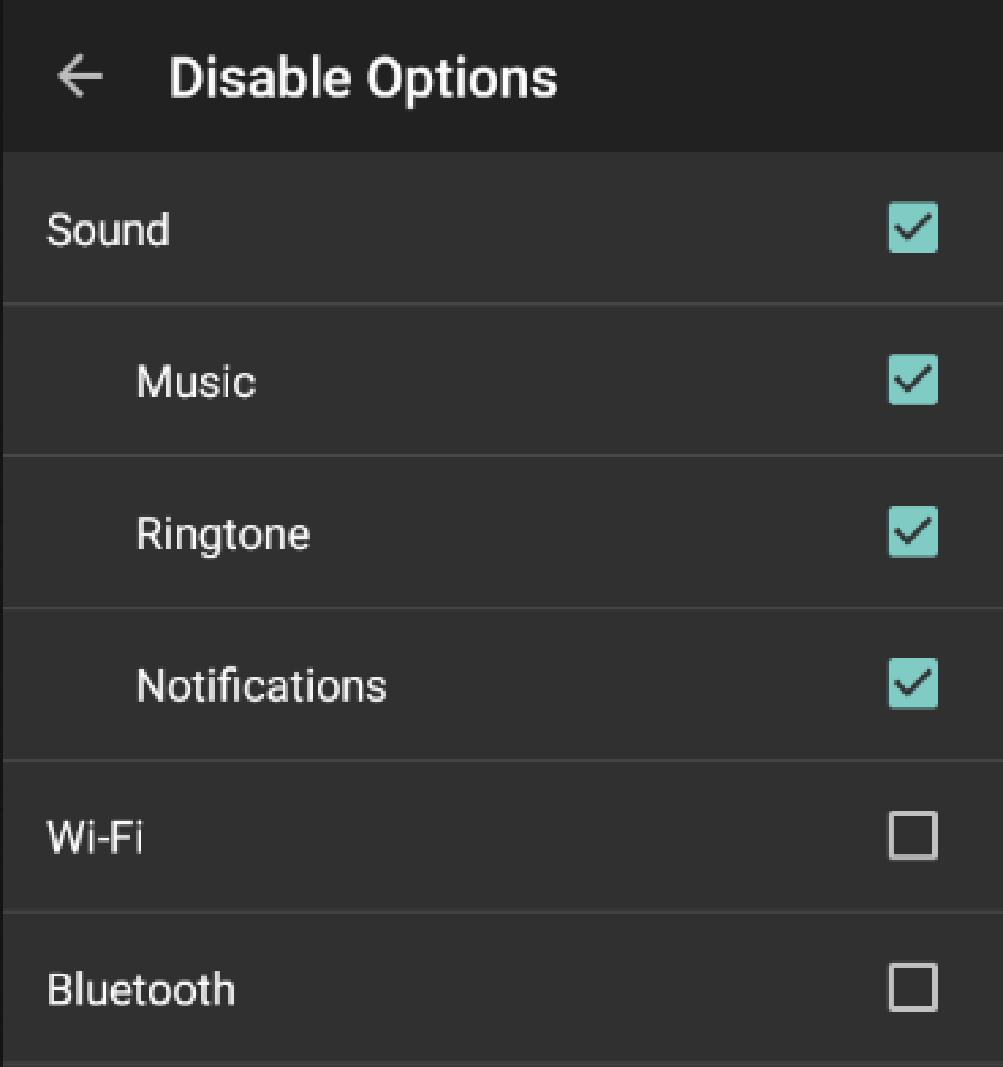 Disable Options
Sound
Music
Ringtone
Notifications
Wi-Fi
Bluetooth